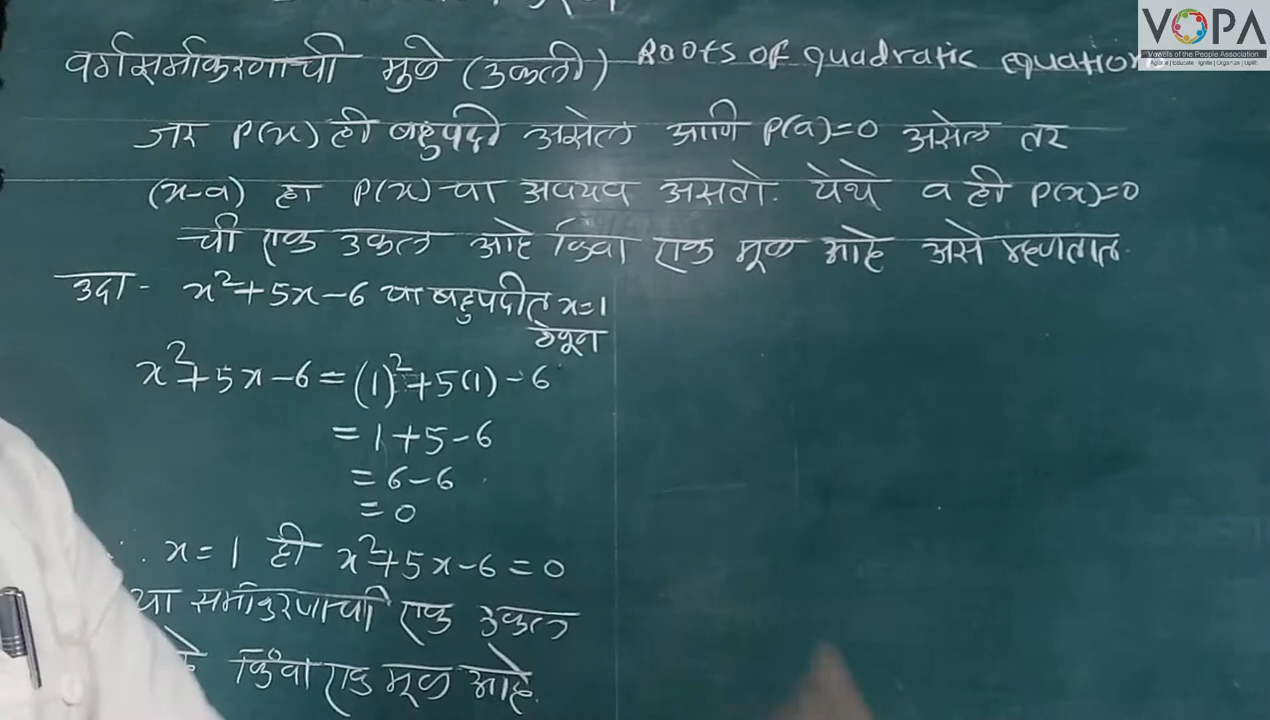 VOPA
Vowels of the People Association
वर्गसमीकरणाची मुळे (उकली) Roots of quadratic equation
जर P(x) ही बहुपदी असेल आणि P(a)=0 असेल तर
(x-a) हा P(x) चा अवयव असतो. येथे a ही P(x)=0
ची एक उकल आहे किंवा एक मूळ आहे असे म्हणतात.
उदा - x²+5x-6 या बहुपदीत x=1
ठेवून
x²+5x-6 = (1)²+5(1)-6
= 1+5-6
= 6-6
= 0
∴ x=1 ही x²+5x-6=0
या समीकरणाची एक उकल
किंवा एक मूळ आहे.